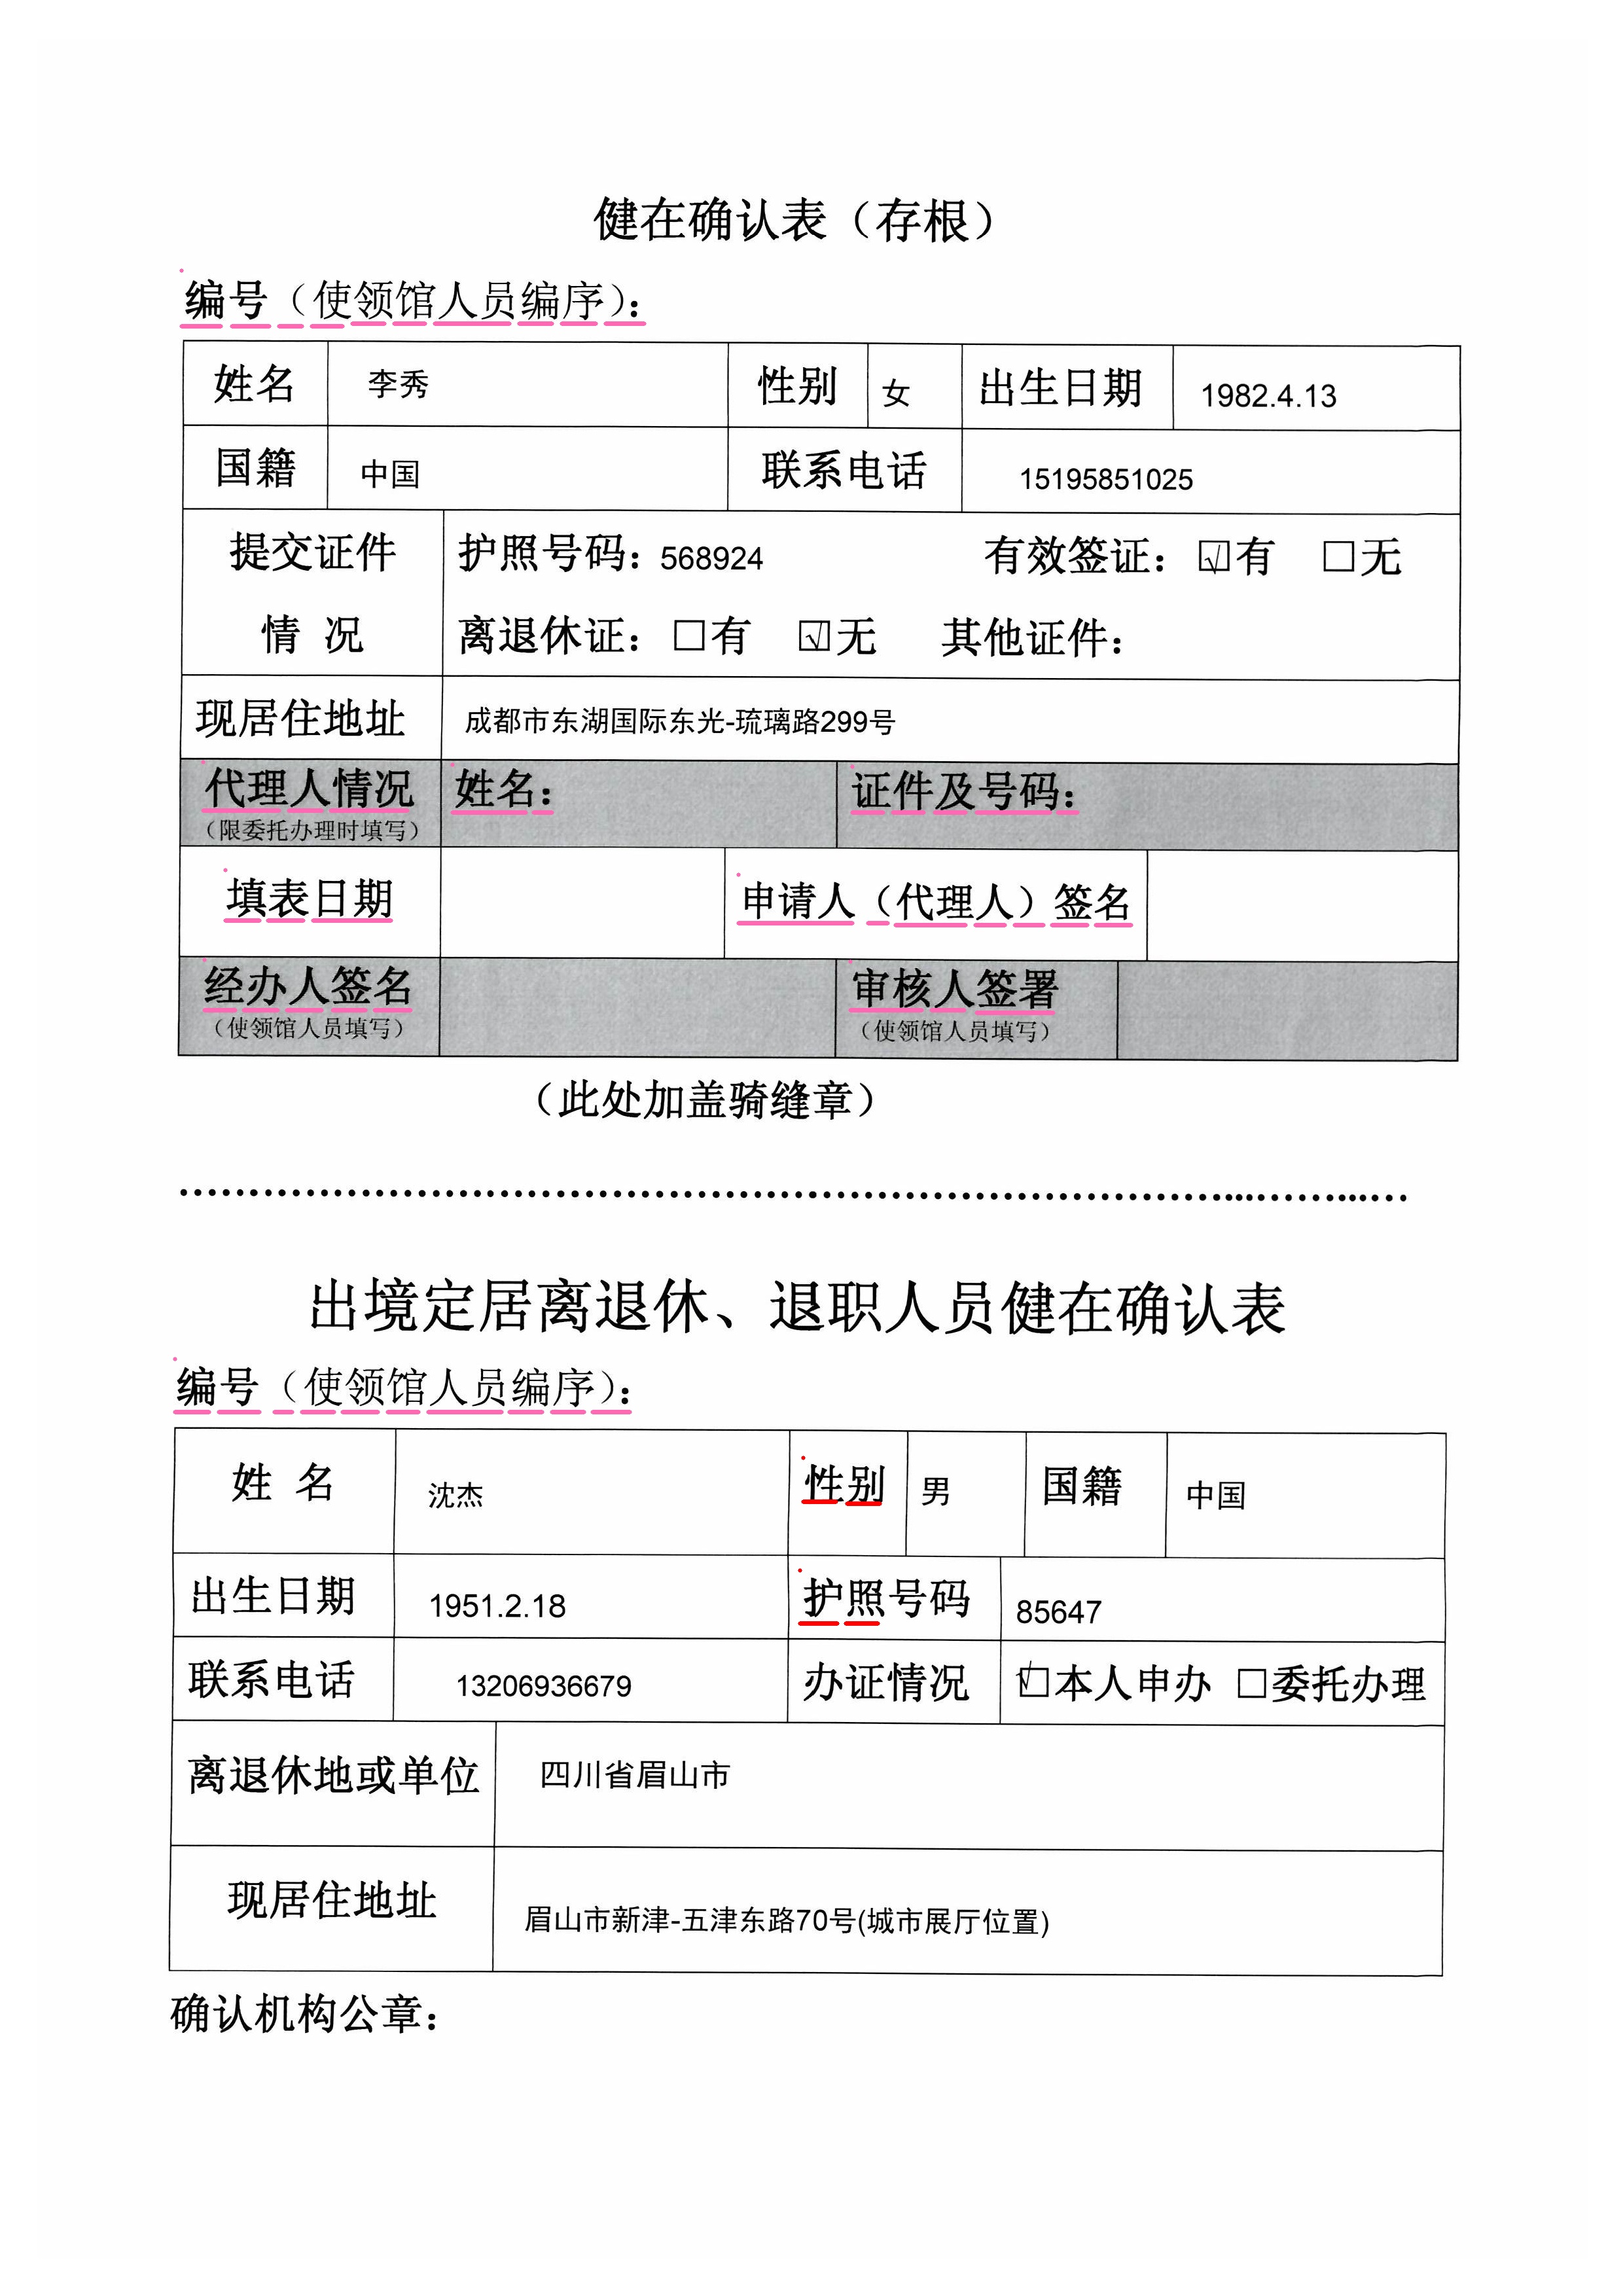 健在确认表（存根）
编号（使领馆人员编序）：
姓名 李秀 性别 女 出生日期 1982.4.13
国籍 中国 联系电话 15195851025
提交证件 护照号码：568924 有效签证：☑有 □无
情 况 离退休证：□有 ☑无 其他证件：
现居住地址 成都市东湖国际东光-琉璃路299号
代理人情况 姓名： 证件及号码：
（限委托办理时填写）
填表日期 申请人（代理人）签名
经办人签名 审核人签署
（使领馆人员填写） （使领馆人员填写）
（此处加盖骑缝章）
出境定居离退休、退职人员健在确认表
编号（使领馆人员编序）：
姓 名 沈杰 性别 男 国籍 中国
出生日期 1951.2.18 护照号码 85647
联系电话 13206936679 办证情况 ☑本人申办 □委托办理
离退休地或单位 四川省眉山市
现居住地址 眉山市新津-五津东路70号(城市展厅位置)
确认机构公章：